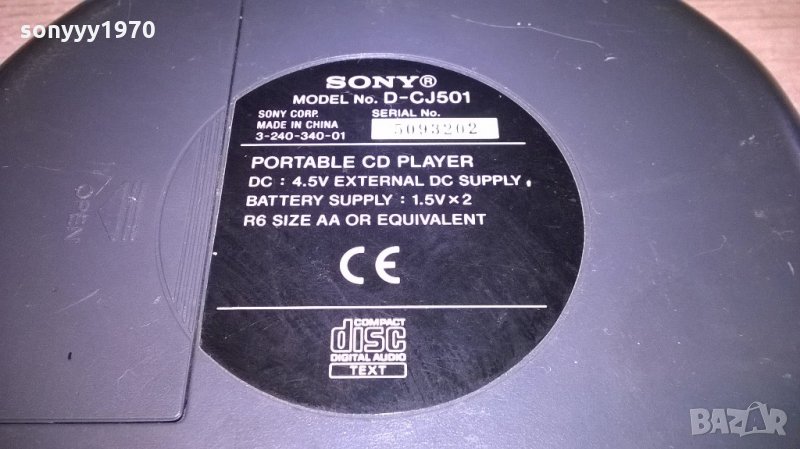 sonyyy1970
SONY®
MODEL No. D-CJ501
SONY CORP. SERIAL No.
MADE IN CHINA 5093202
3-240-340-01
PORTABLE CD PLAYER
DC : 4.5V EXTERNAL DC SUPPLY,
BATTERY SUPPLY : 1.5V×2
R6 SIZE AA OR EQUIVALENT
OPEN
CE
COMPACT
disc
DIGITAL AUDIO
TEXT
BAZAR